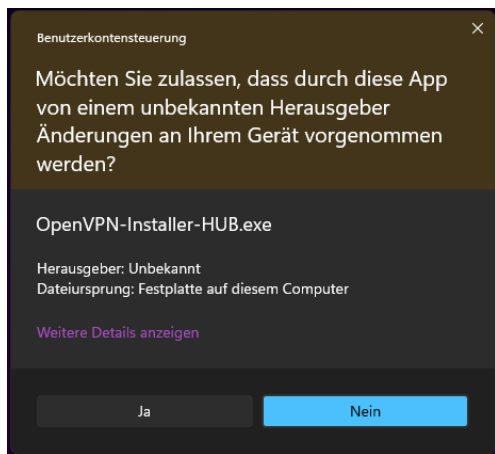 Benutzerkontensteuerung
Möchten Sie zulassen, dass durch diese App
von einem unbekannten Herausgeber
Änderungen an Ihrem Gerät vorgenommen
werden?
OpenVPN-Installer-HUB.exe
Herausgeber: Unbekannt
Dateiursprung: Festplatte auf diesem Computer
Weitere Details anzeigen
Ja
Nein